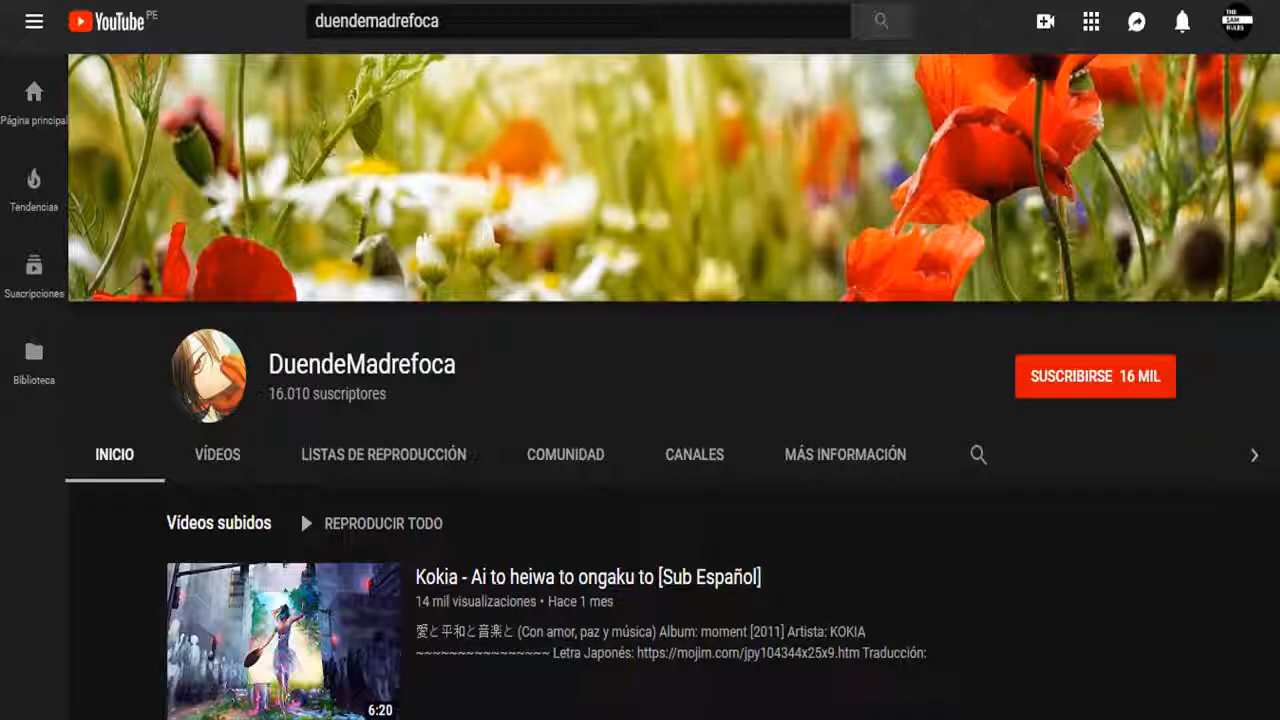 YouTube PE
duendemadrefoca
THE
SAM
RULES
Página principal
Tendencias
Suscripciones
Biblioteca
DuendeMadrefoca
16.010 suscriptores
SUSCRIBIRSE 16 MIL
INICIO VÍDEOS LISTAS DE REPRODUCCIÓN COMUNIDAD CANALES MÁS INFORMACIÓN
Vídeos subidos REPRODUCIR TODO
Kokia - Ai to heiwa to ongaku to [Sub Español]
14 mil visualizaciones • Hace 1 mes
愛と平和と音楽と (Con amor, paz y música) Album: moment [2011] Artista: KOKIA
~~~~~~~~~~~~~~~~ Letra Japonés: https://mojim.com/jpy104344x25x9.htm Traducción:
6:20